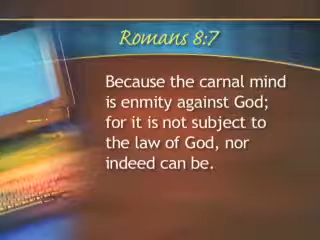 Romans 8:7
Because the carnal mind
is enmity against God;
for it is not subject to
the law of God, nor
indeed can be.